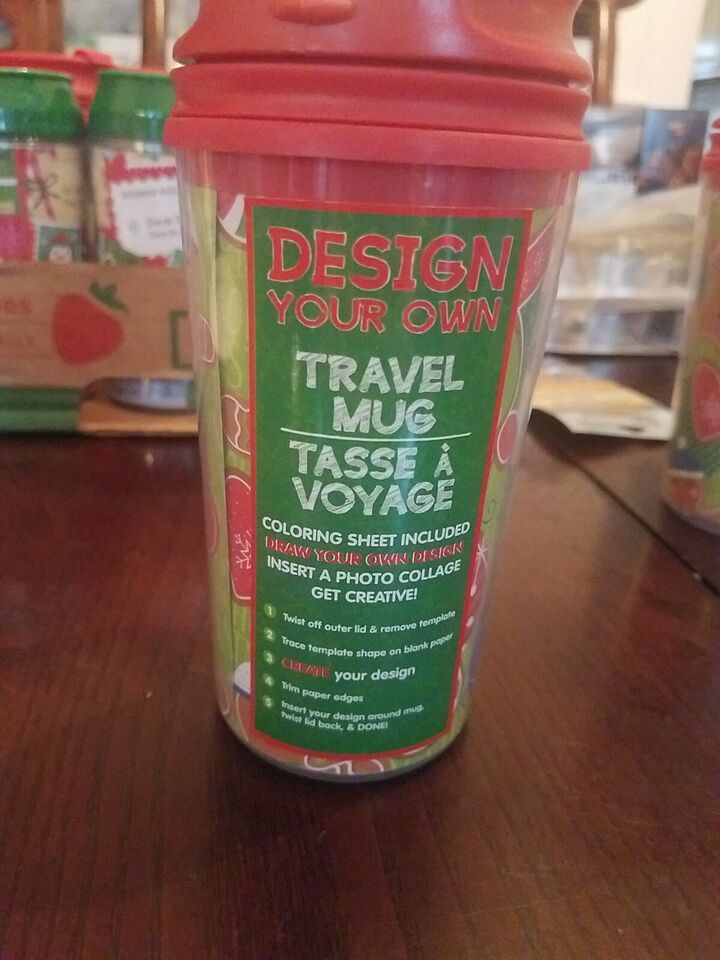 DESIGN
YOUR OWN
TRAVEL
MUG
TASSE À
VOYAGE
COLORING SHEET INCLUDED
DRAW YOUR OWN DESIGN
INSERT A PHOTO COLLAGE
GET CREATIVE!
1 Twist off outer lid & remove template
2 Trace template shape on blank paper
3 CREATE your design
4 Trim paper edges
5 Insert your design around mug,
twist lid back, & DONE!